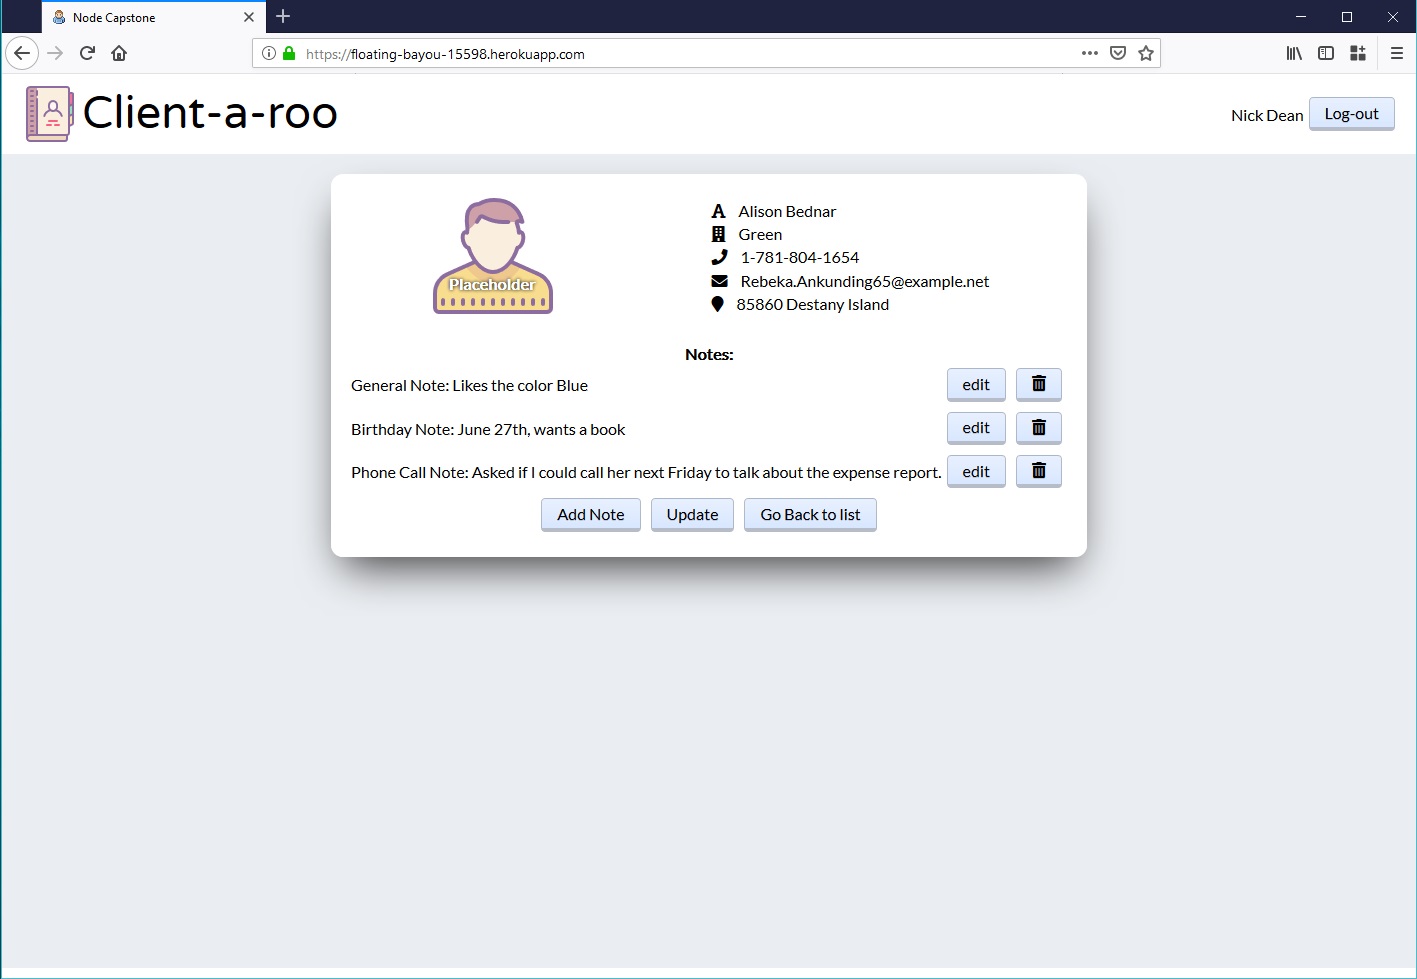 Node Capstone
https://floating-bayou-15598.herokuapp.com
Client-a-roo
Nick Dean
Log-out
Placeholder
Alison Bednar
Green
1-781-804-1654
Rebeka.Ankunding65@example.net
85860 Destany Island
Notes:
General Note: Likes the color Blue
edit
Birthday Note: June 27th, wants a book
edit
Phone Call Note: Asked if I could call her next Friday to talk about the expense report.
edit
Add Note
Update
Go Back to list